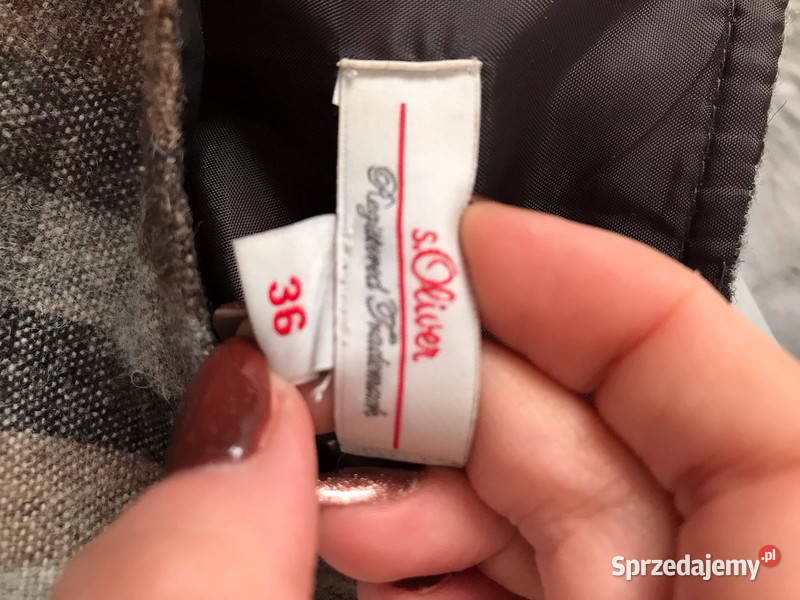 s.Oliver
Registered Trademark
36
Sprzedajemy.pl